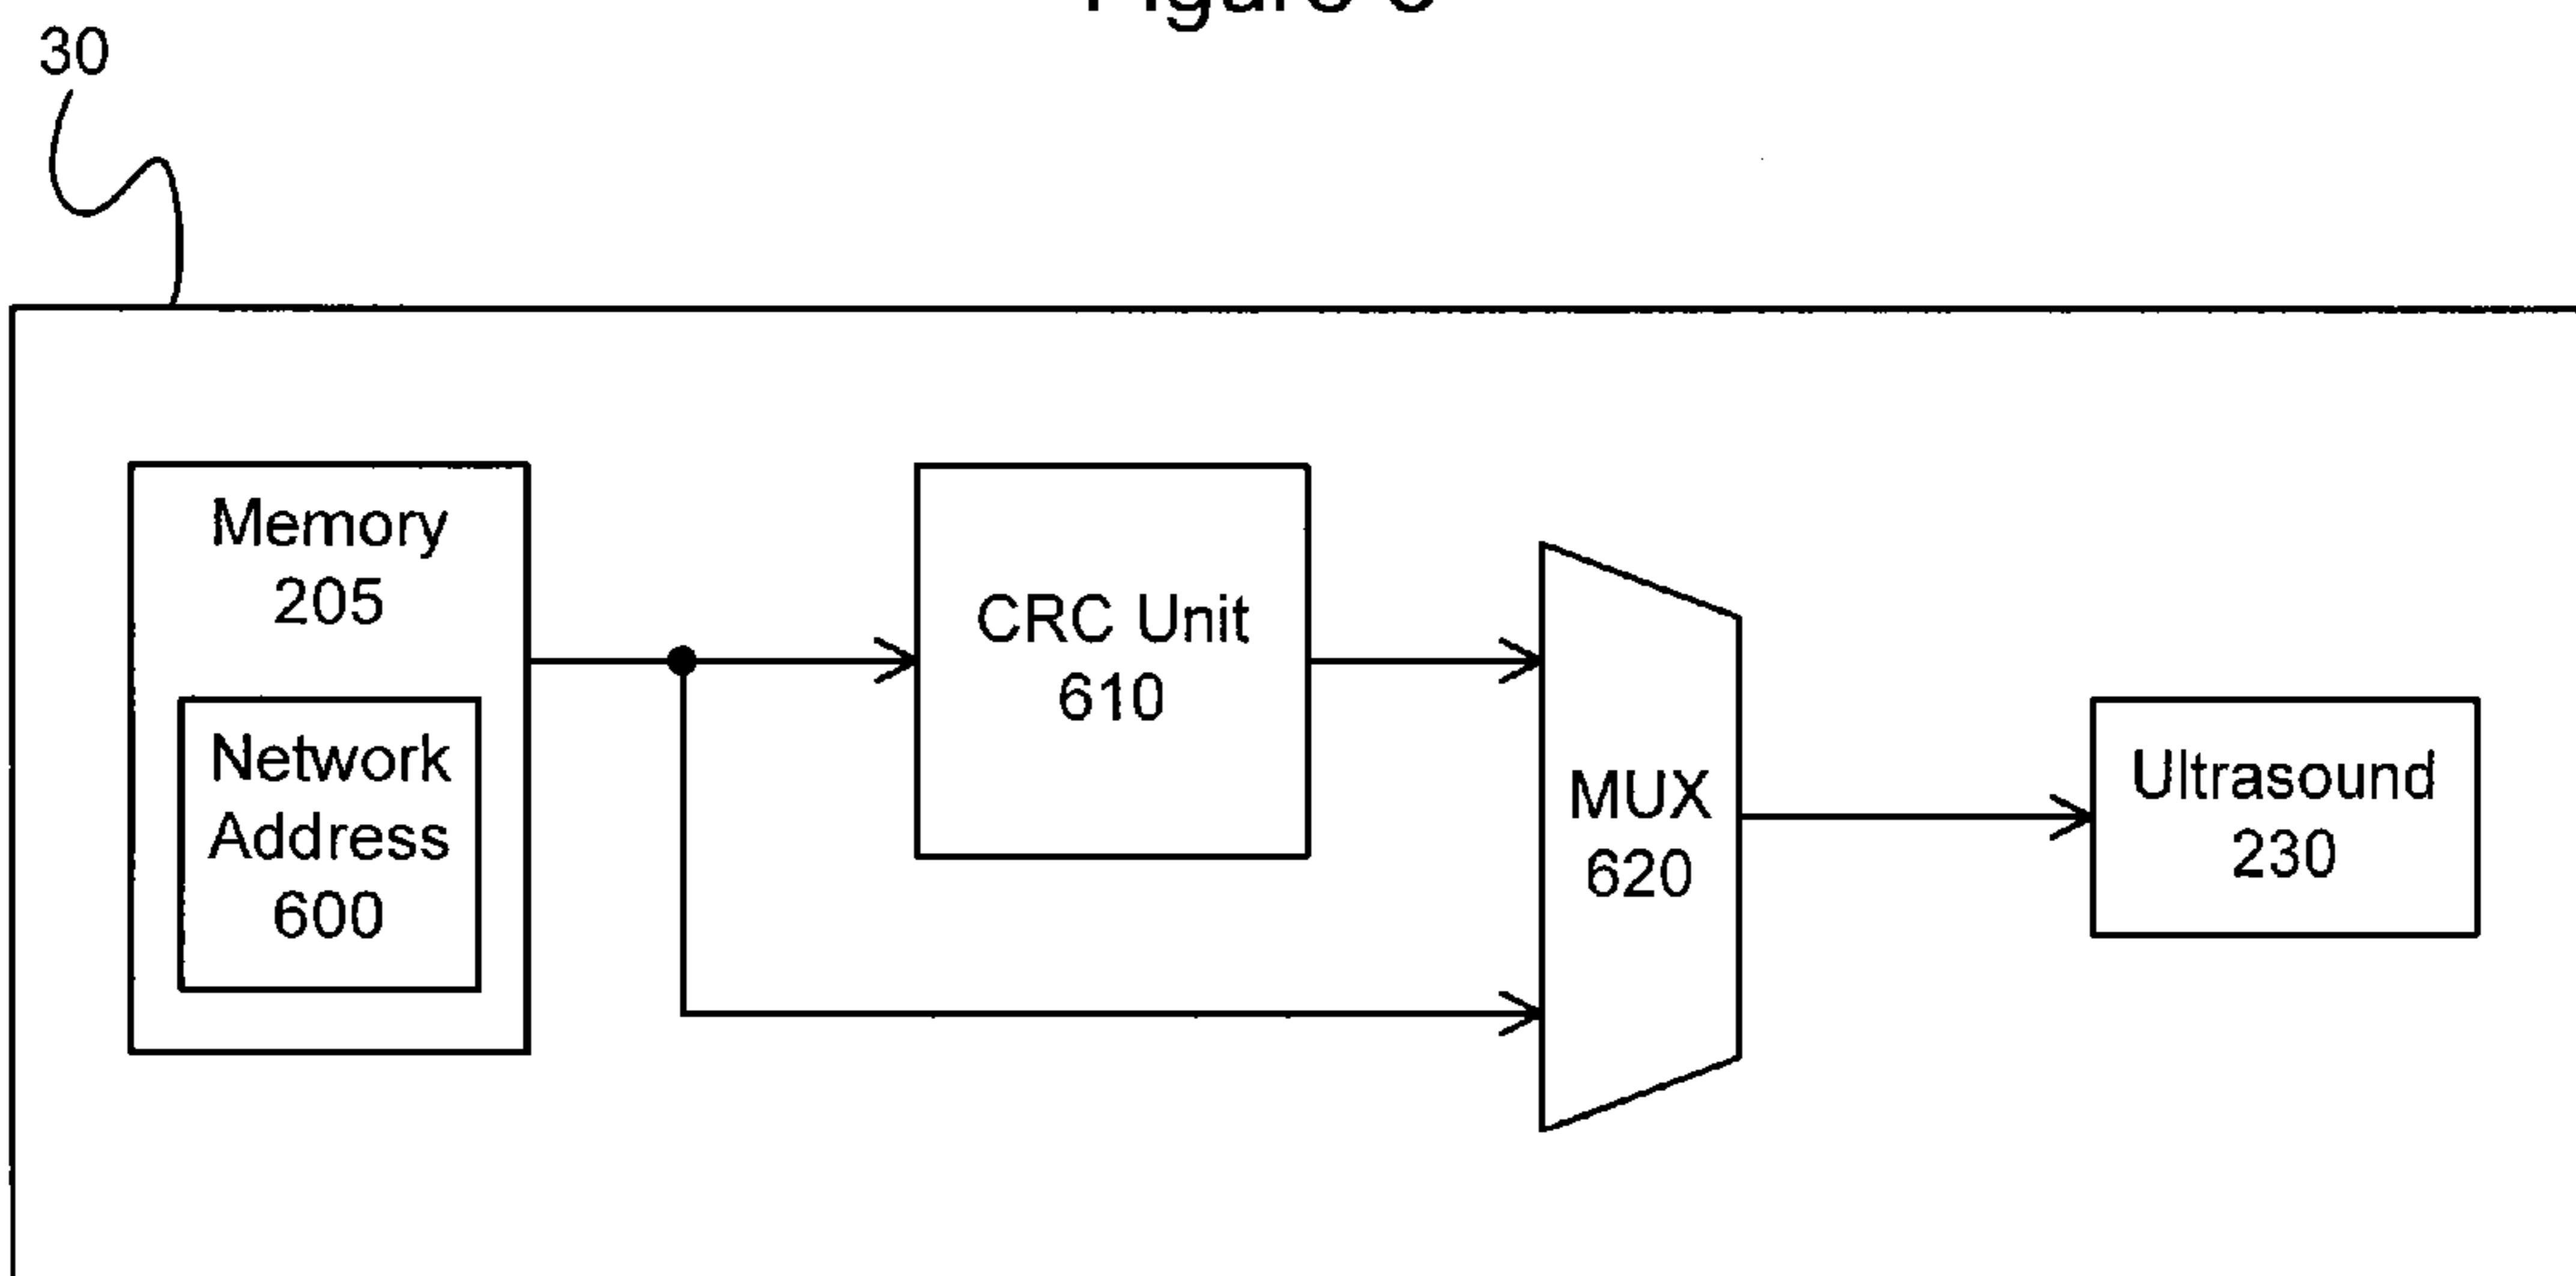 30
Memory
205
Network
Address
600
CRC Unit
610
MUX
620
Ultrasound
230